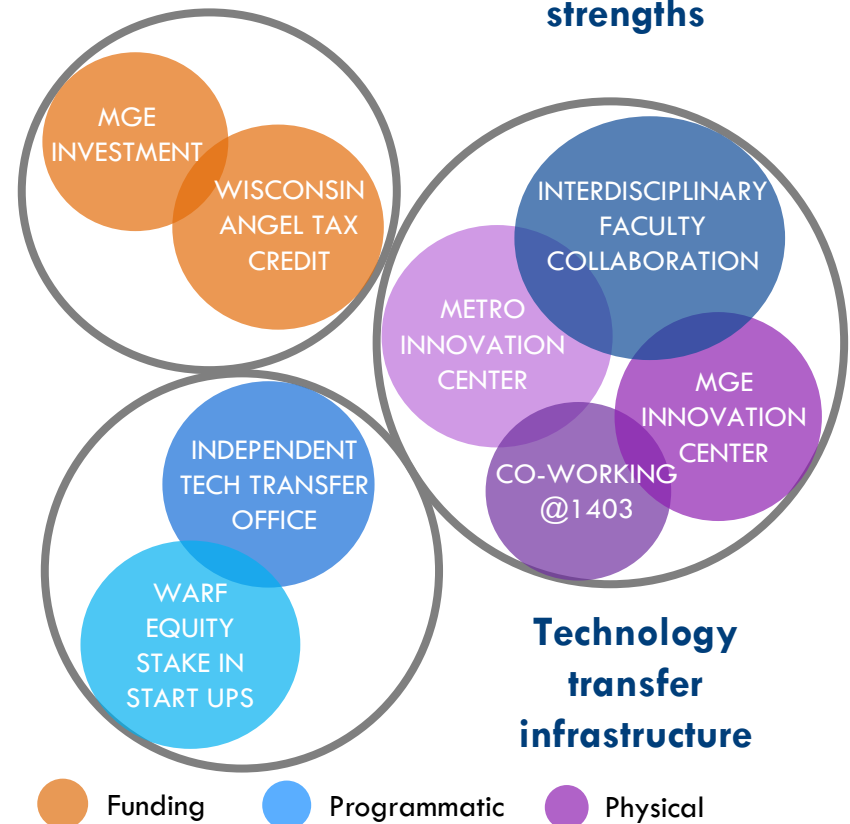 strengths
MGE
INVESTMENT
WISCONSIN
ANGEL TAX
CREDIT
INTERDISCIPLINARY
FACULTY
COLLABORATION
METRO
INNOVATION
CENTER
MGE
INNOVATION
CENTER
CO-WORKING
@1403
INDEPENDENT
TECH TRANSFER
OFFICE
WARF
EQUITY
STAKE IN
START UPS
Technology
transfer
infrastructure
Funding
Programmatic
Physical